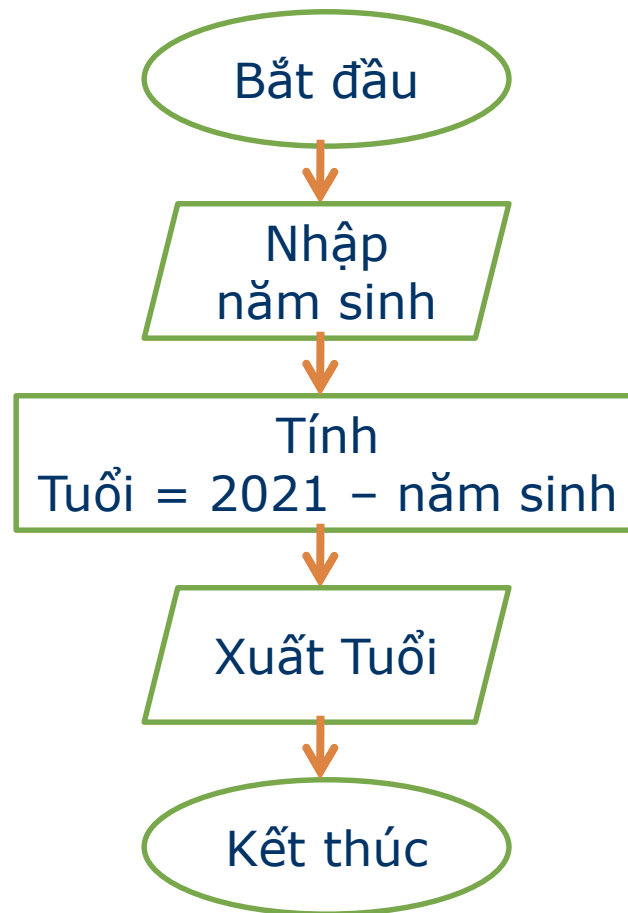 Bắt đầu
Nhập
năm sinh
Tính
Tuổi = 2021 – năm sinh
Xuất Tuổi
Kết thúc